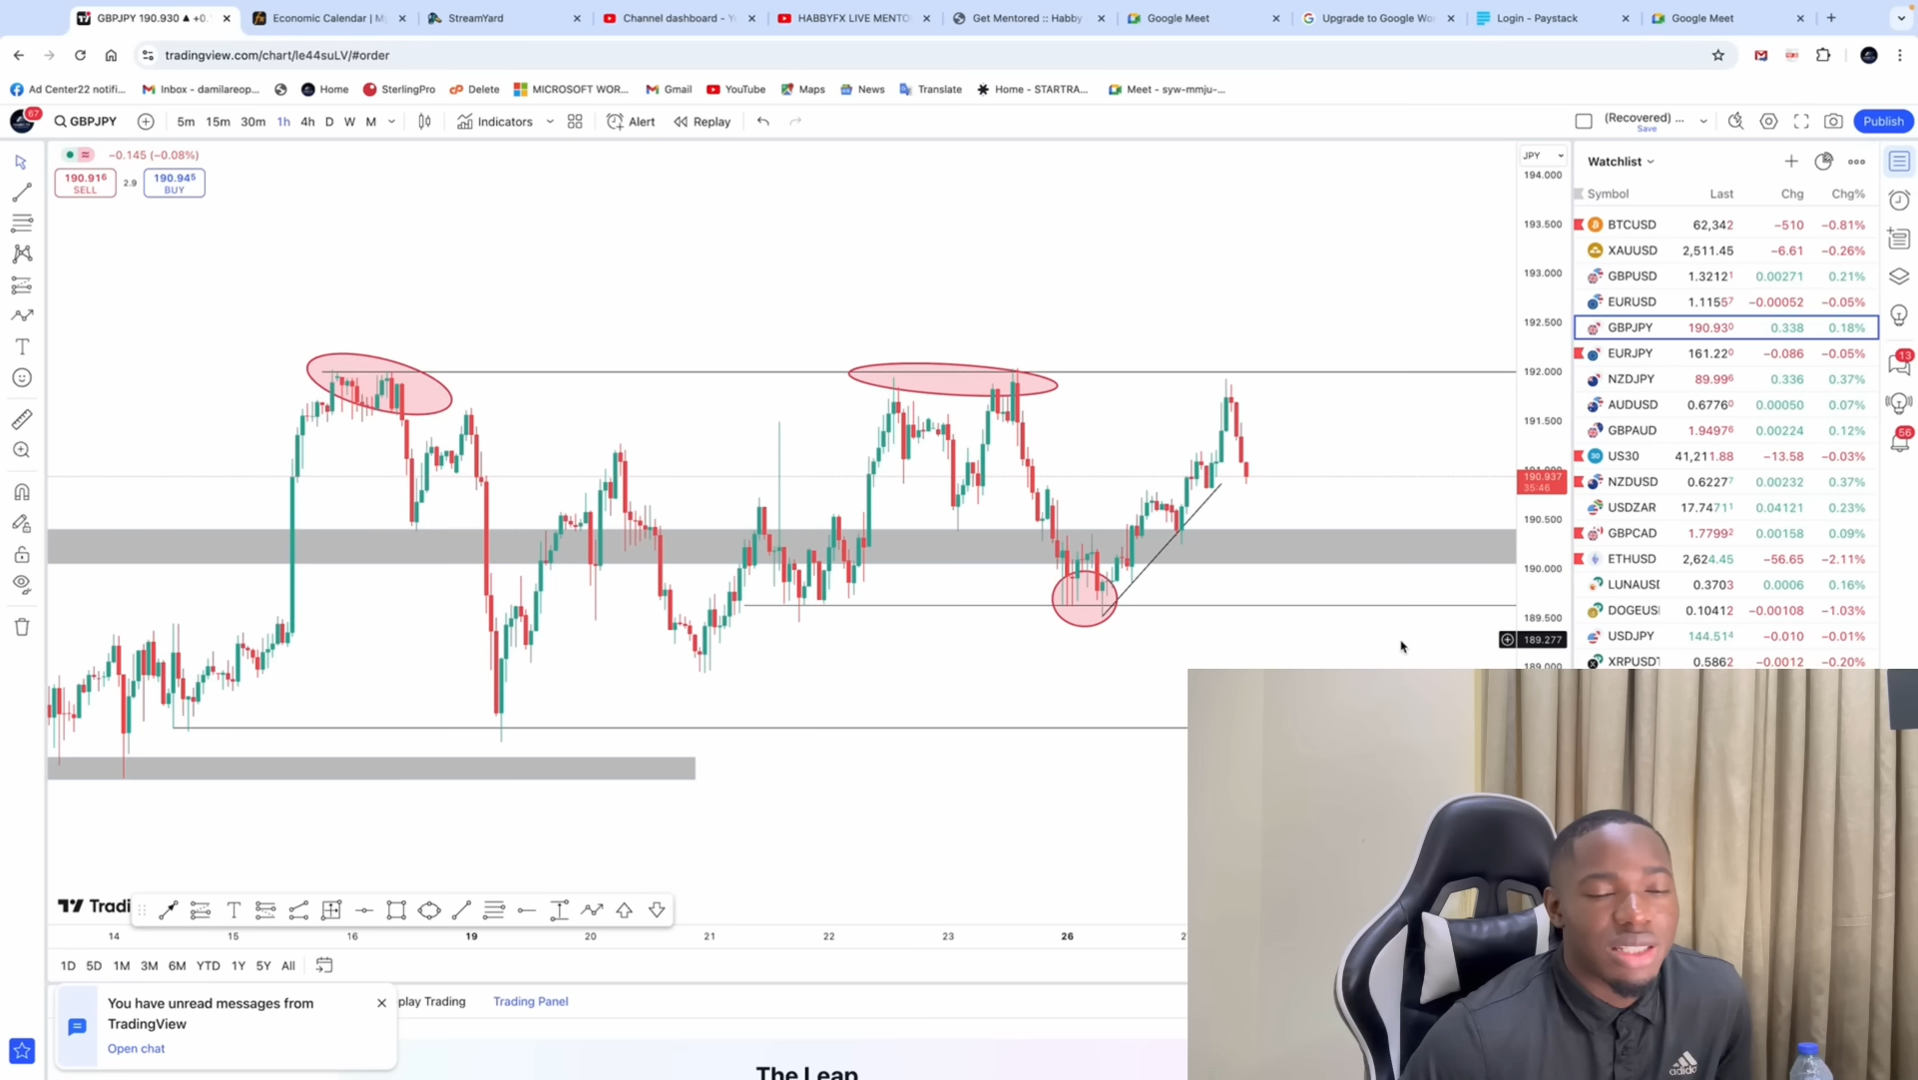 GBPJPY 190.930 ▲ +0.
Economic Calendar | M
StreamYard
Channel dashboard - Y
HABBYFX LIVE MENTO
Get Mentored :: Habby
Google Meet
Upgrade to Google Wo
Login - Paystack
Google Meet
tradingview.com/chart/le44suLV/#order
Ad Center22 notifi...
Inbox - damilareop...
Home
SterlingPro
Delete
MICROSOFT WOR...
Gmail
YouTube
Maps
News
Translate
Home - STARTRA...
Meet - syw-mmju-...
67
GBPJPY
5m 15m 30m 1h 4h D W M
Indicators
Alert
Replay
(Recovered) ...
Save
Publish
−0.145 (−0.08%)
190.916
SELL
2.9
190.945
BUY
JPY
194.000
193.500
193.000
192.500
192.000
191.500
191.000
190.937
35:46
190.500
190.000
189.500
189.277
189.000
Watchlist
Symbol Last Chg Chg%
BTCUSD 62,342 −510 −0.81%
XAUUSD 2,511.45 −6.61 −0.26%
GBPUSD 1.32121 0.00271 0.21%
EURUSD 1.11557 −0.00052 −0.05%
GBPJPY 190.930 0.338 0.18%
EURJPY 161.220 −0.086 −0.05%
NZDJPY 89.996 0.336 0.37%
AUDUSD 0.67760 0.00050 0.07%
GBPAUD 1.94976 0.00224 0.12%
US30 41,211.88 −13.58 −0.03%
NZDUSD 0.62277 0.00232 0.37%
USDZAR 17.74711 0.04121 0.23%
GBPCAD 1.77992 0.00158 0.09%
ETHUSD 2,624.45 −56.65 −2.11%
LUNAUSD 0.3703 0.0006 0.16%
DOGEUS 0.10412 −0.00108 −1.03%
USDJPY 144.514 −0.010 −0.01%
XRPUSDT 0.5862 −0.0012 −0.20%
13
56
Tradi
14 15 16 19 20 21 22 23 26 2
1D 5D 1M 3M 6M YTD 1Y 5Y All
play Trading
Trading Panel
You have unread messages from
TradingView
Open chat
The Leap
adidas